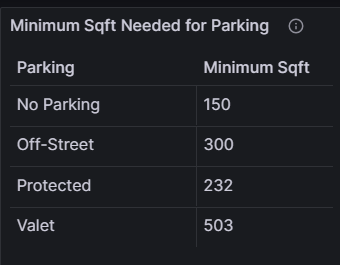 Minimum Sqft Needed for Parking
Parking Minimum Sqft
No Parking 150
Off-Street 300
Protected 232
Valet 503